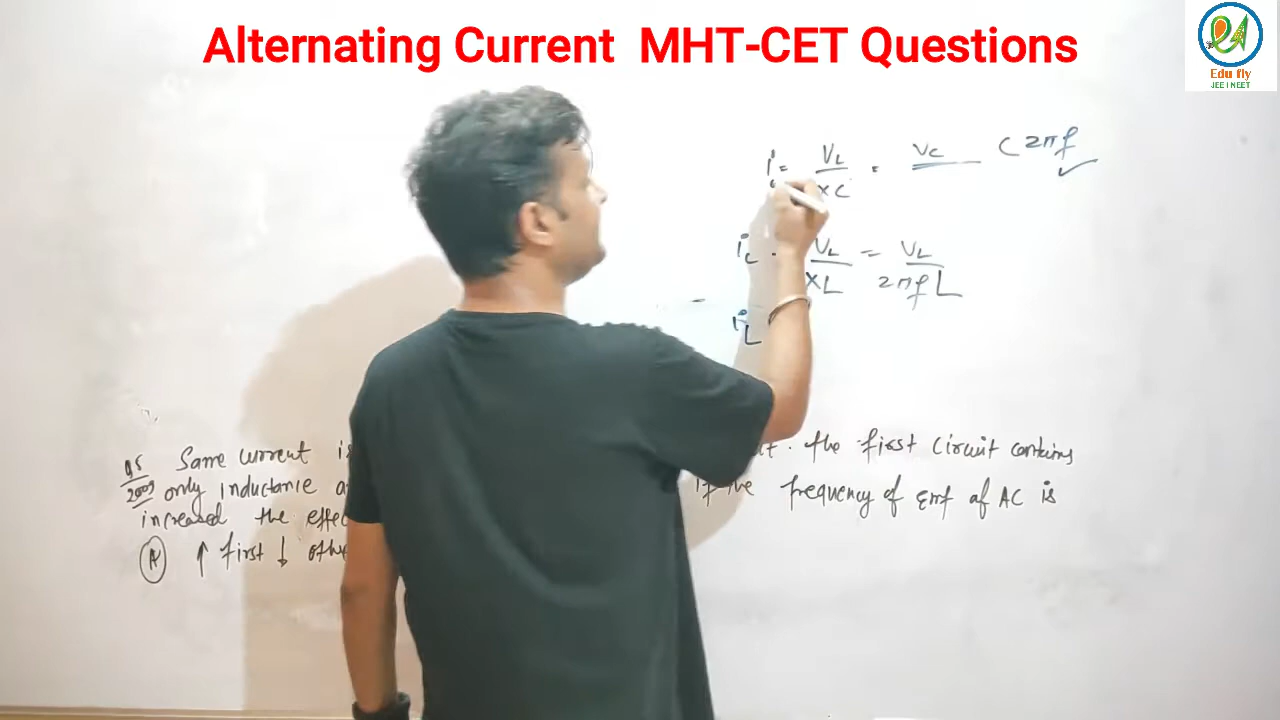 Alternating Current MHT-CET Questions
Edu fly
JEE I NEET
i = VL / XC = VC C 2πf
iL = VL / XL = VL / 2πfL
iL
Q5 Same current is the first circuit contains
2009 only inductance if the frequency of emf of AC is
increased the effec
(A) ↑ first ↓ othe